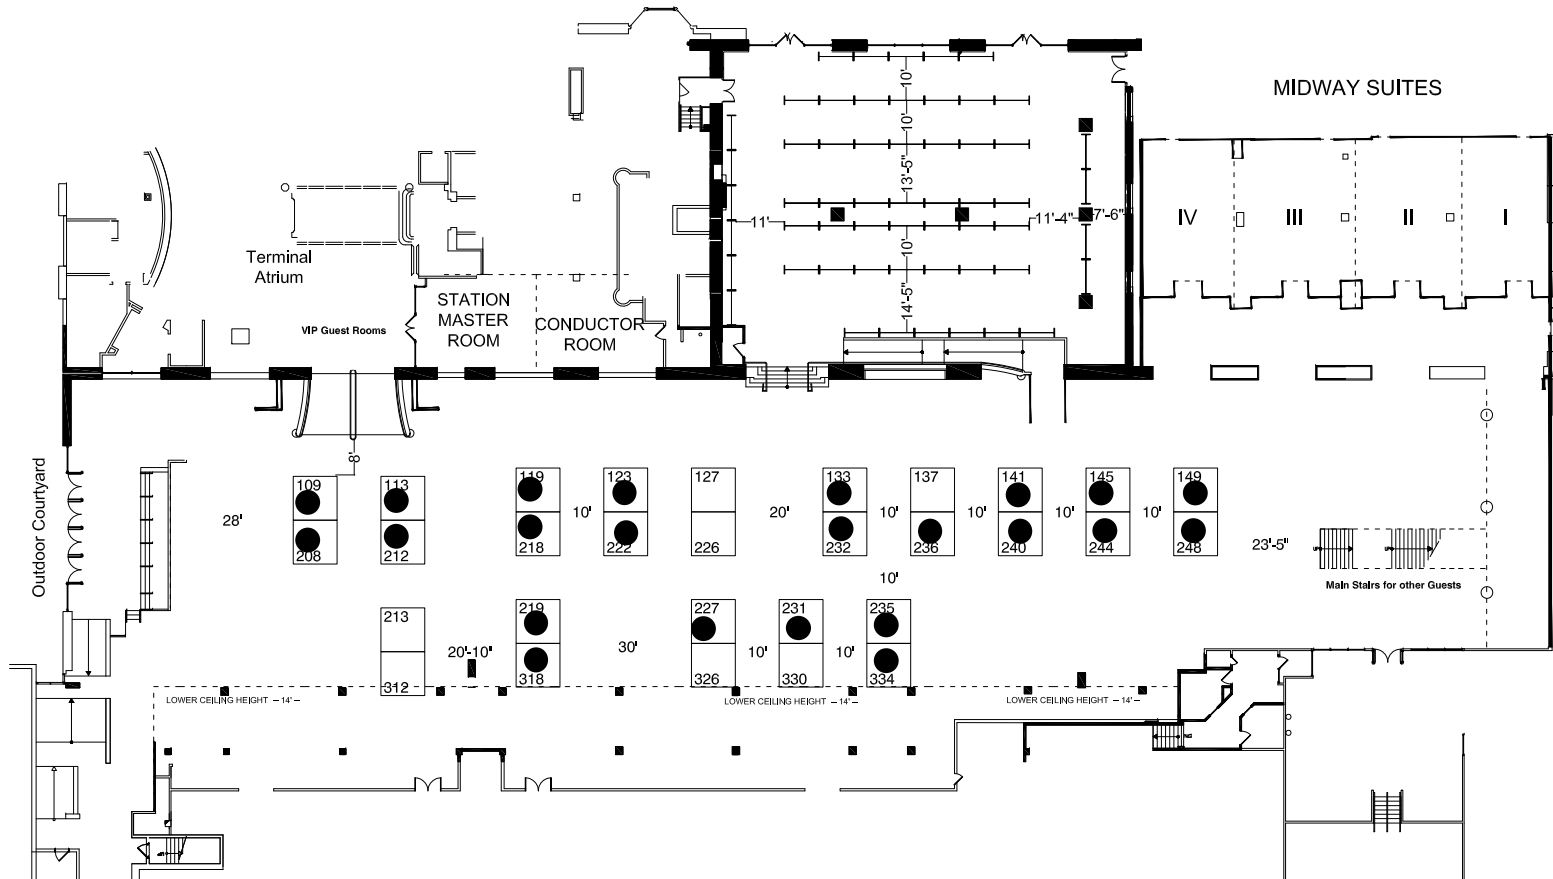 MIDWAY SUITES
10'
10'
13'-5"
11'
11'-4"
7'-6"
10'
14'-5"
IV
III
II
I
Terminal
Atrium
VIP Guest Rooms
STATION
MASTER
ROOM
CONDUCTOR
ROOM
Outdoor Courtyard
8'
109
113
119
123
127
133
137
141
145
149
28'
10'
20'
10'
10'
10'
10'
208
212
218
222
226
232
236
240
244
248
23'-5"
10'
Main Stairs for other Guests
213
219
227
231
235
20'-10"
30'
10'
10'
312
318
326
330
334
LOWER CEILING HEIGHT - 14'
LOWER CEILING HEIGHT - 14'
LOWER CEILING HEIGHT - 14'